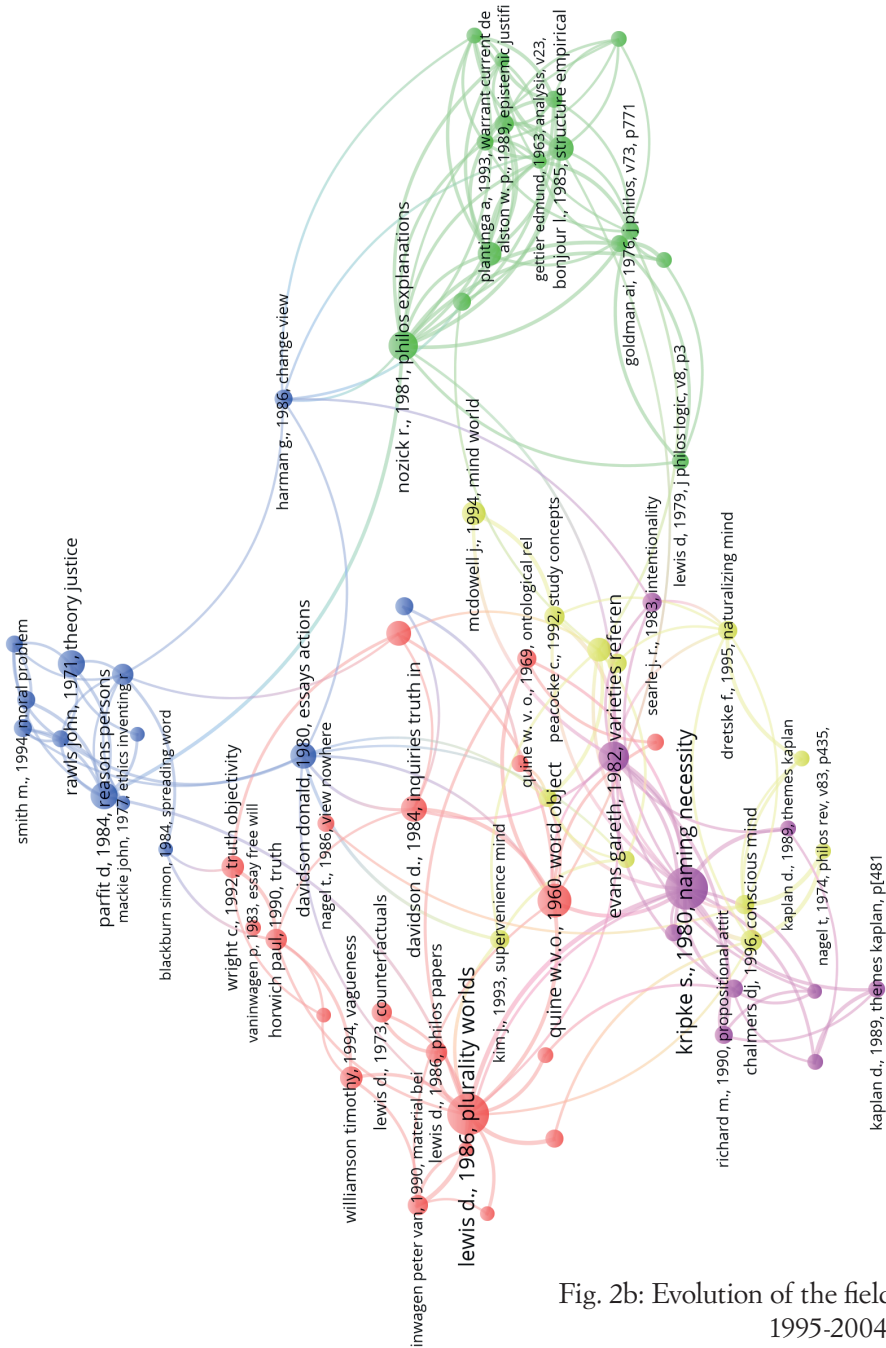 smith m., 1994, moral problem
rawls john, 1971, theory justice
parfit d, 1984, reasons persons
mackie john, 1977, ethics inventing r
blackburn simon, 1984, spreading word
harman g., 1986, change view
wright c., 1992, truth objectivity
vaninwagen p, 1983, essay free will
horwich paul, 1990, truth
davidson donald, 1980, essays actions
nagel t., 1986, view nowhere
williamson timothy, 1994, vagueness
lewis d., 1973, counterfactuals
davidson d., 1984, inquiries truth in
nozick r., 1981, philos explanations
inwagen peter van, 1990, material bei
lewis d., 1986, philos papers
lewis d., 1986, plurality worlds
mcdowell j., 1994, mind world
plantinga a, 1993, warrant current de
alston w. p., 1989, epistemic justifi
kim j., 1993, supervenience mind
quine w. v. o., 1969, ontological rel
gettier edmund, 1963, analysis, v23,
bonjour l., 1985, structure empirical
quine w.v.o., 1960, word object
peacocke c., 1992, study concepts
evans gareth, 1982, varieties referen
goldman ai, 1976, j philos, v73, p771
searle j. r., 1983, intentionality
lewis d, 1979, j philos logic, v8, p3
kripke s., 1980, naming necessity
richard m., 1990, propositional attit
dretske f., 1995, naturalizing mind
chalmers dj, 1996, conscious mind
kaplan d., 1989, themes kaplan
nagel t, 1974, philos rev, v83, p435,
kaplan d., 1989, themes kaplan, p[481
Fig. 2b: Evolution of the field
1995-2004